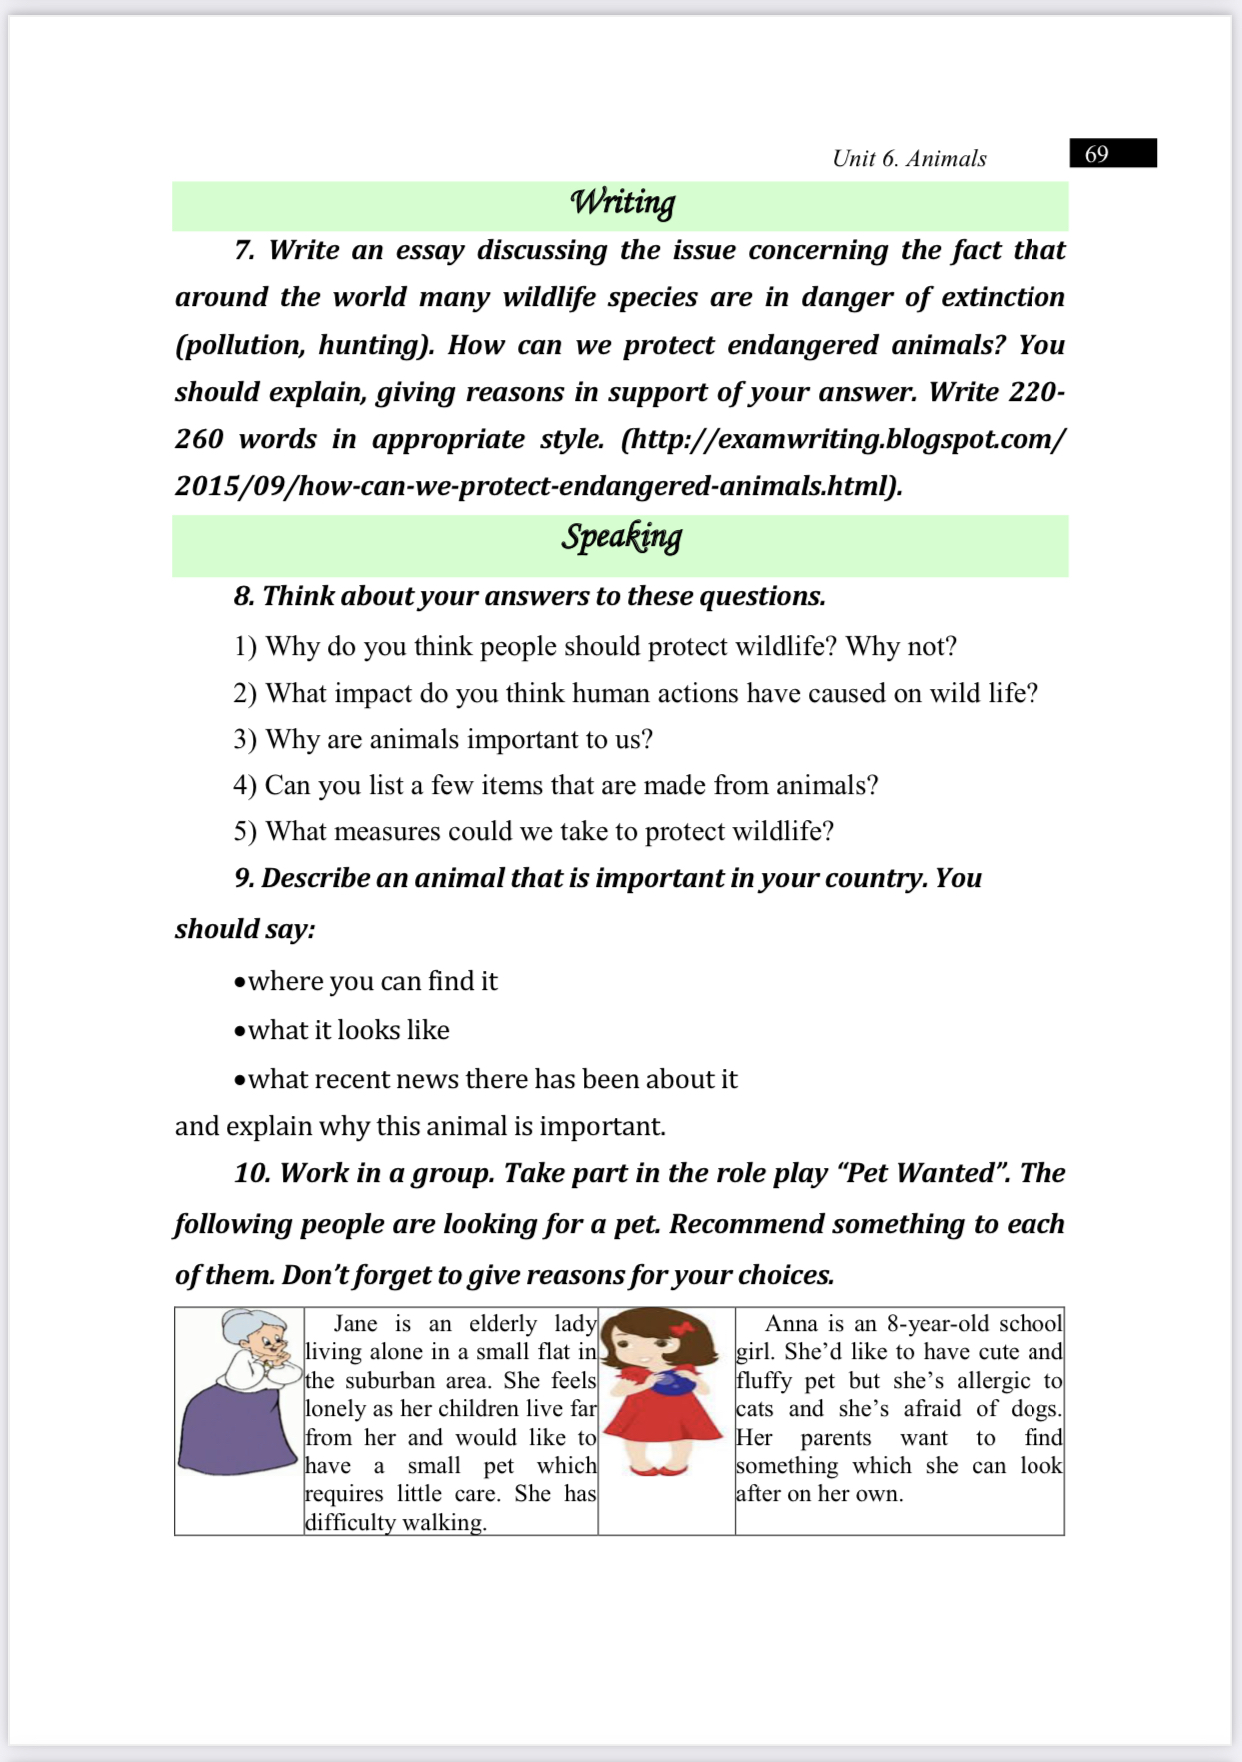 Unit 6. Animals
69
Writing
7. Write an essay discussing the issue concerning the fact that
around the world many wildlife species are in danger of extinction
(pollution, hunting). How can we protect endangered animals? You
should explain, giving reasons in support of your answer. Write 220-
260 words in appropriate style. (http://examwriting.blogspot.com/
2015/09/how-can-we-protect-endangered-animals.html).
Speaking
8. Think about your answers to these questions.
1) Why do you think people should protect wildlife? Why not?
2) What impact do you think human actions have caused on wild life?
3) Why are animals important to us?
4) Can you list a few items that are made from animals?
5) What measures could we take to protect wildlife?
9. Describe an animal that is important in your country. You
should say:
•where you can find it
•what it looks like
•what recent news there has been about it
and explain why this animal is important.
10. Work in a group. Take part in the role play “Pet Wanted”. The
following people are looking for a pet. Recommend something to each
of them. Don’t forget to give reasons for your choices.
Jane is an elderly lady
living alone in a small flat in
the suburban area. She feels
lonely as her children live far
from her and would like to
have a small pet which
requires little care. She has
difficulty walking.
Anna is an 8-year-old school
girl. She’d like to have cute and
fluffy pet but she’s allergic to
cats and she’s afraid of dogs.
Her parents want to find
something which she can look
after on her own.